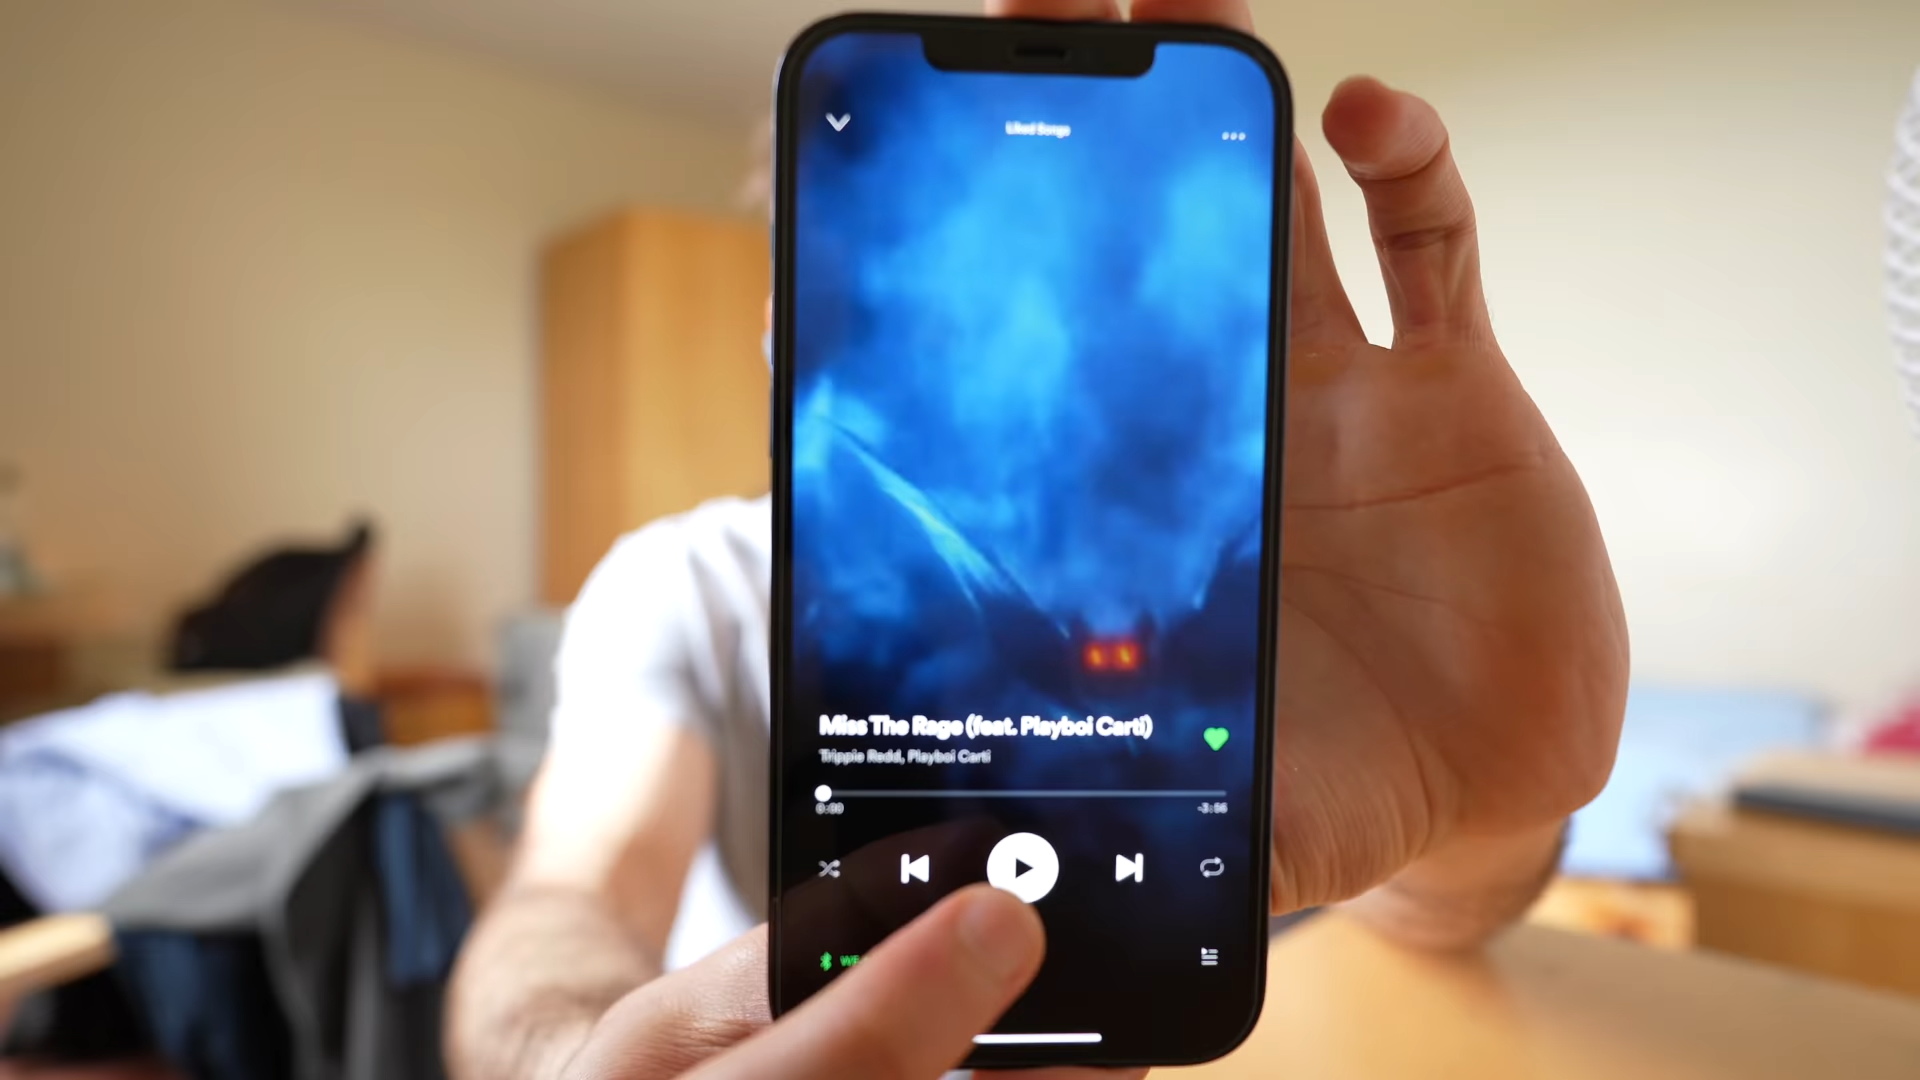 Liked Songs
Miss The Rage (feat. Playboi Carti)
Trippie Redd, Playboi Carti
0:00
-3:56